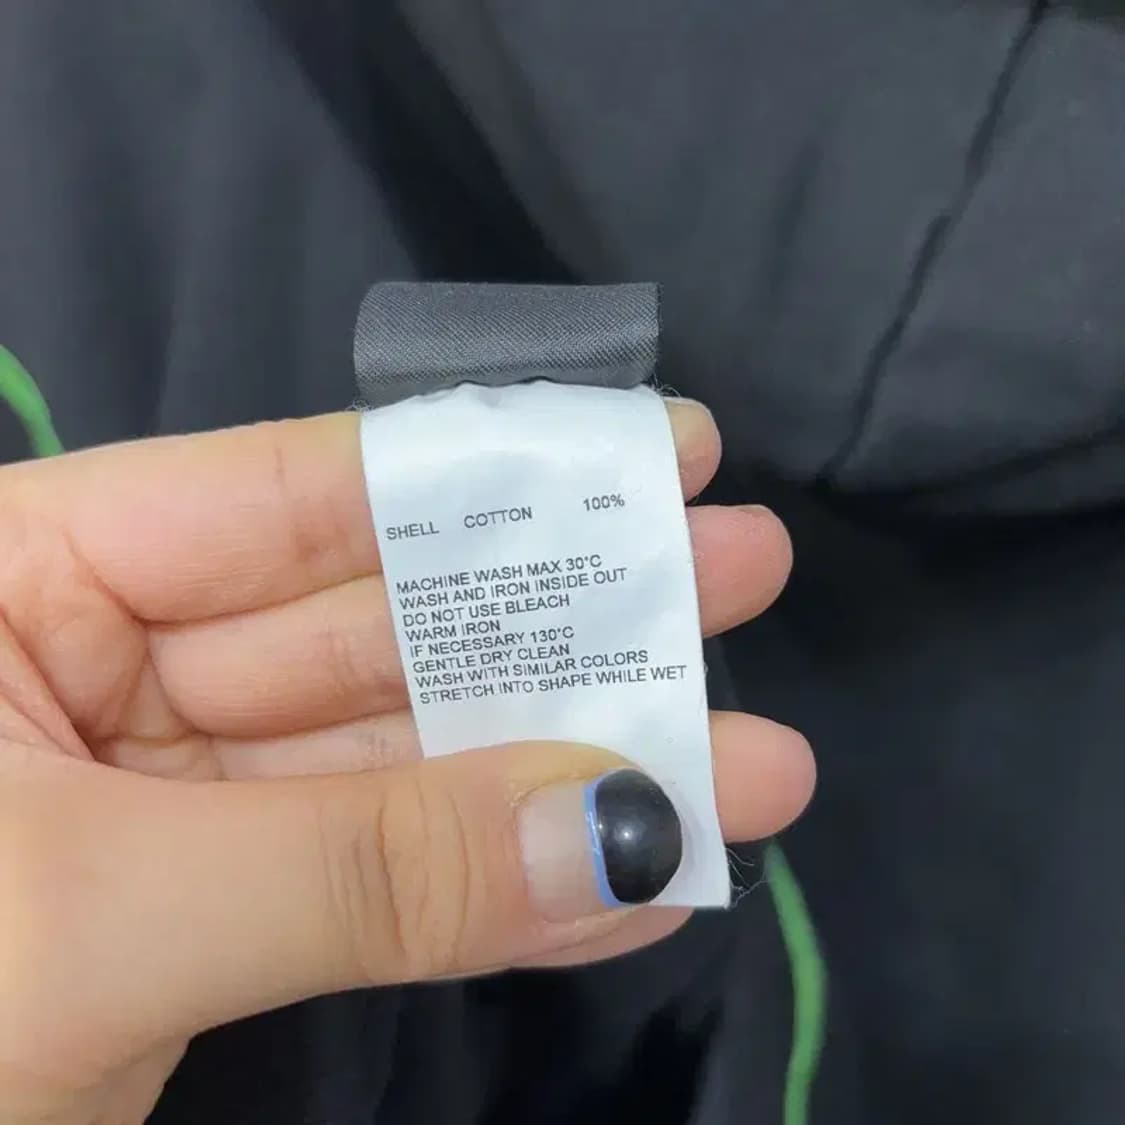 SHELL COTTON 100%
MACHINE WASH MAX 30°C
WASH AND IRON INSIDE OUT
DO NOT USE BLEACH
WARM IRON
IF NECESSARY 130°C
GENTLE DRY CLEAN
WASH WITH SIMILAR COLORS
STRETCH INTO SHAPE WHILE WET